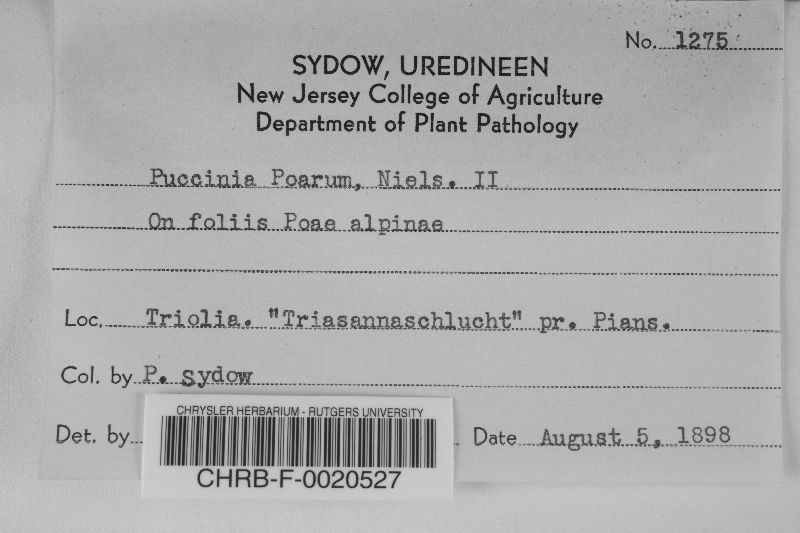 No. 1275
SYDOW, UREDINEEN
New Jersey College of Agriculture
Department of Plant Pathology
Puccinia Poarum, Niels. II
On foliis Poae alpinae
Loc. Triolia. "Triasannaschlucht" pr. Pians.
Col. by P. Sydow
Det. by
Date August 5, 1898
CHRYSLER HERBARIUM - RUTGERS UNIVERSITY
CHRB-F-0020527